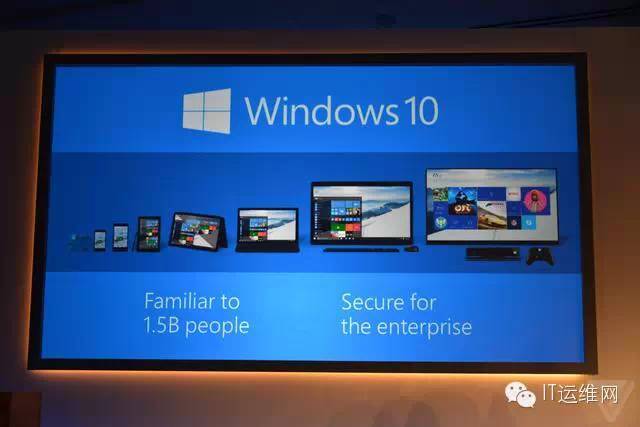 Windows 10
Familiar to
1.5B people
Secure for
the enterprise
IT运维网